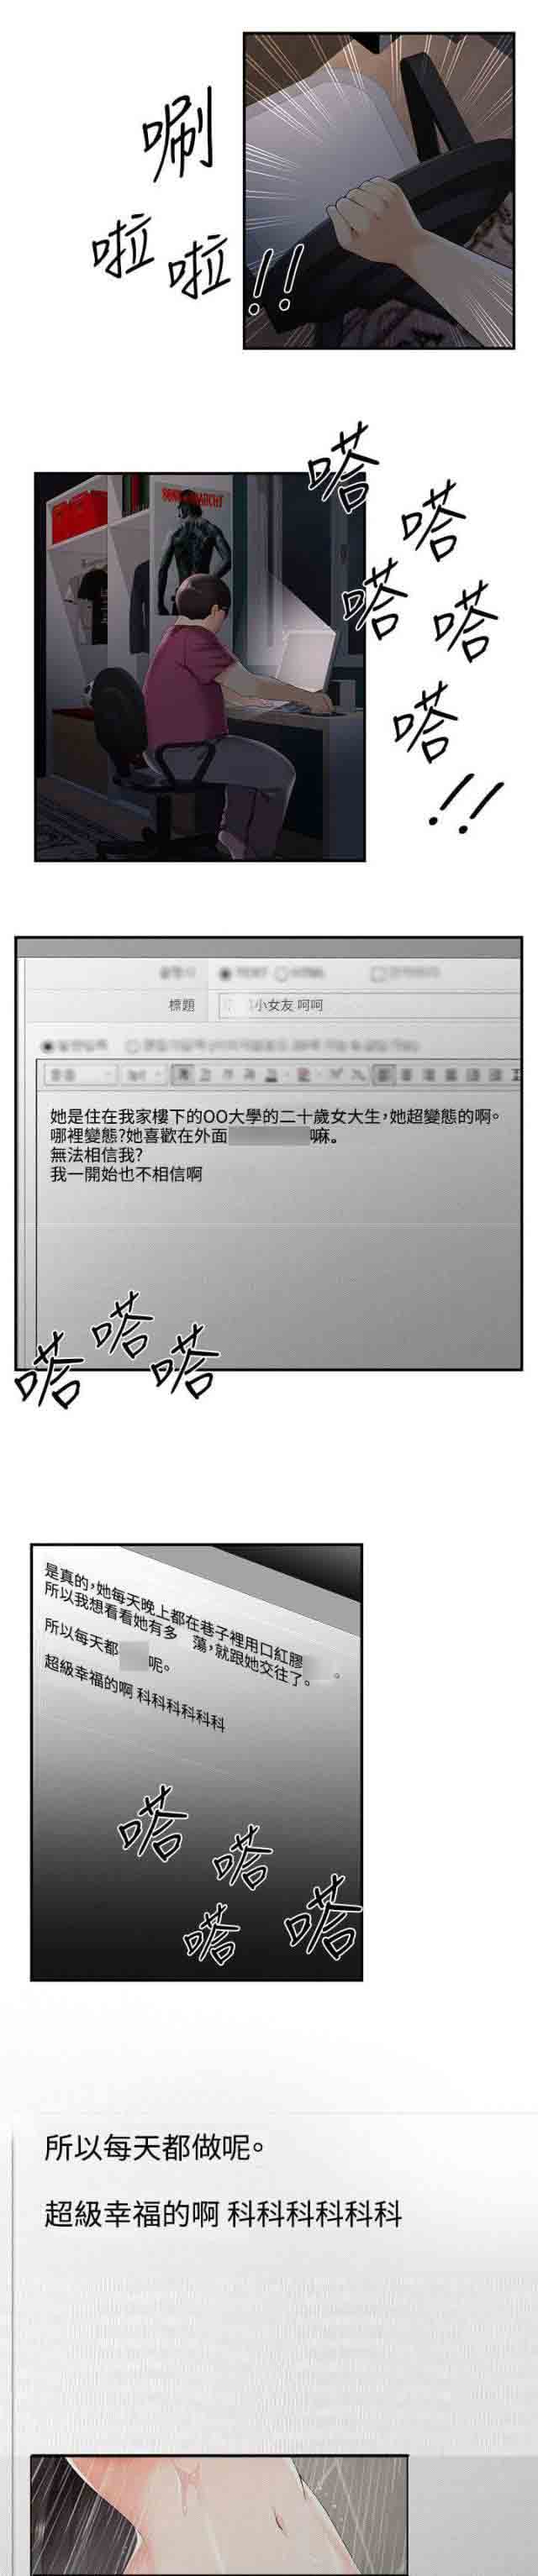 唰
啦啦!!
SONS ANARCHY
嗒
嗒
嗒
嗒
嗒
!!
標題
小女友 呵呵
她是住在我家樓下的OO大學的二十歲女大生,她超變態的啊。
哪裡變態?她喜歡在外面 嘛。
無法相信我?
我一開始也不相信啊
嗒
嗒
嗒
是真的,她每天晚上都在巷子裡用口紅膠 。
所以我想看看她有多 蕩,就跟她交往了。
所以每天都 呢。
超級幸福的啊 科科科科科科
嗒
嗒
嗒
嗒
所以每天都做呢。
超級幸福的啊 科科科科科科